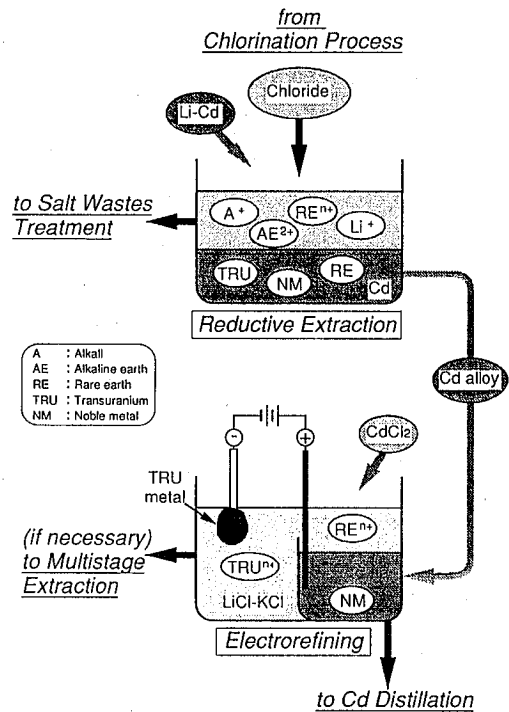 from
Chlorination Process
Chloride
Li-Cd
to Salt Wastes
Treatment
A+
REn+
AE2+
Li+
TRU
NM
RE
Cd
Reductive Extraction
A : Alkali
AE : Alkaline earth
RE : Rare earth
TRU : Transuranium
NM : Noble metal
Cd alloy
-
+
CdCl2
TRU
metal
REn+
(if necessary)
to Multistage
Extraction
TRUn+
LiCl-KCl
NM
Electrorefining
to Cd Distillation